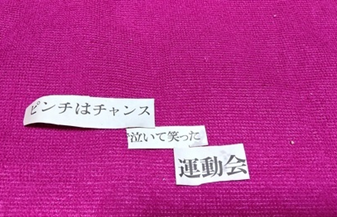 ピンチはチャンス
泣いて笑った
運動会